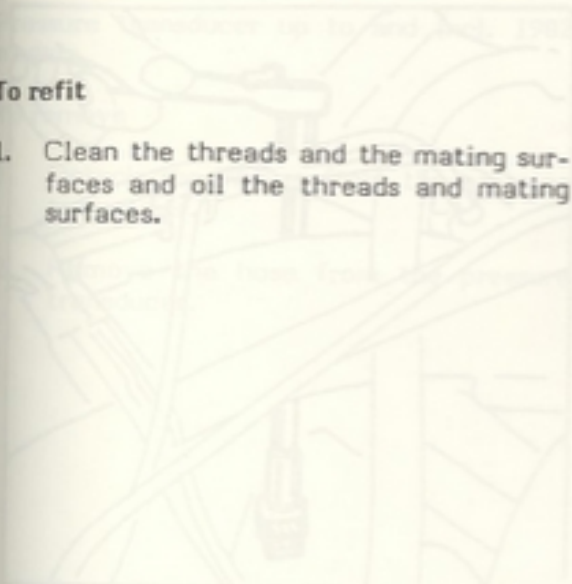 To refit
1. Clean the threads and the mating sur-
faces and oil the threads and mating
surfaces.